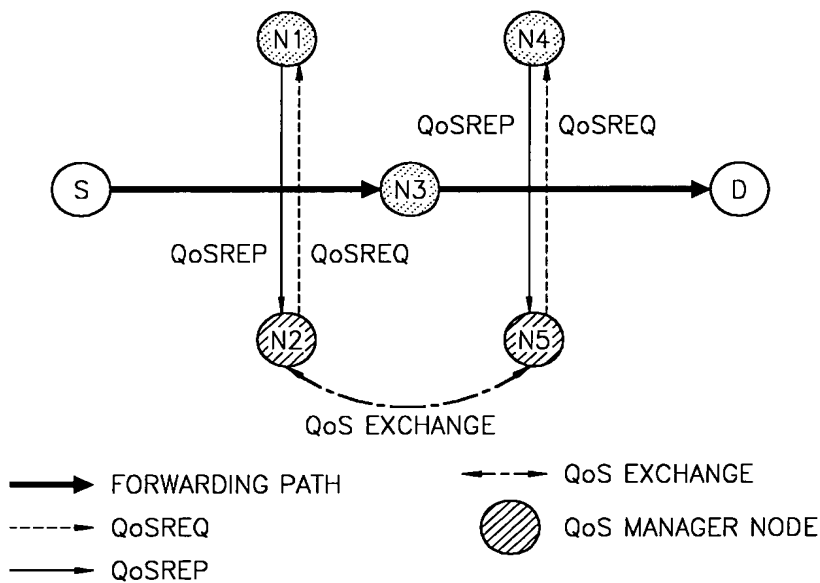 N1
N4
QoSREP
QoSREQ
S
N3
D
QoSREP
QoSREQ
N2
N5
QoS EXCHANGE
FORWARDING PATH
QoS EXCHANGE
QoSREQ
QoS MANAGER NODE
QoSREP